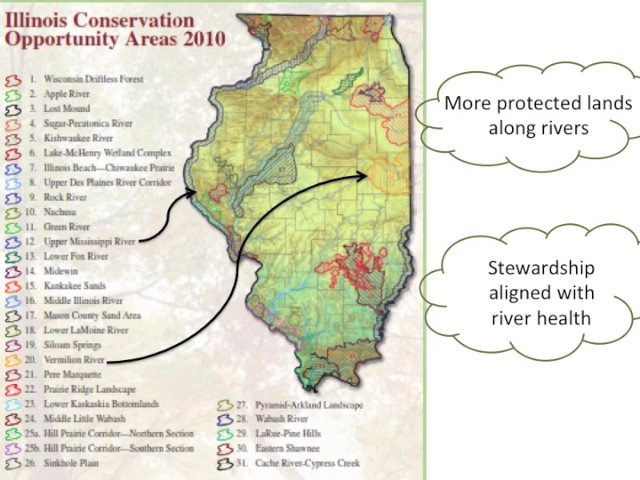 Illinois Conservation
Opportunity Areas 2010
1. Wisconsin Driftless Forest
2. Apple River
3. Lost Mound
4. Sugar-Pecatonica River
5. Kishwaukee River
6. Lake-McHenry Wetland Complex
7. Illinois Beach—Chiwaukee Prairie
8. Upper Des Plaines River Corridor
9. Rock River
10. Nachusa
11. Green River
12. Upper Mississippi River
13. Lower Fox River
14. Midewin
15. Kankakee Sands
16. Middle Illinois River
17. Mason County Sand Area
18. Lower LaMoine River
19. Siloam Springs
20. Vermilion River
21. Pere Marquette
22. Prairie Ridge Landscape
23. Lower Kaskaskia Bottomlands
24. Middle Little Wabash
25a. Hill Prairie Corridor—Northern Section
25b. Hill Prairie Corridor—Southern Section
26. Sinkhole Plain
27. Pyramid-Arkland Landscape
28. Wabash River
29. LaRue-Pine Hills
30. Eastern Shawnee
31. Cache River-Cypress Creek
More protected lands
along rivers
Stewardship
aligned with
river health